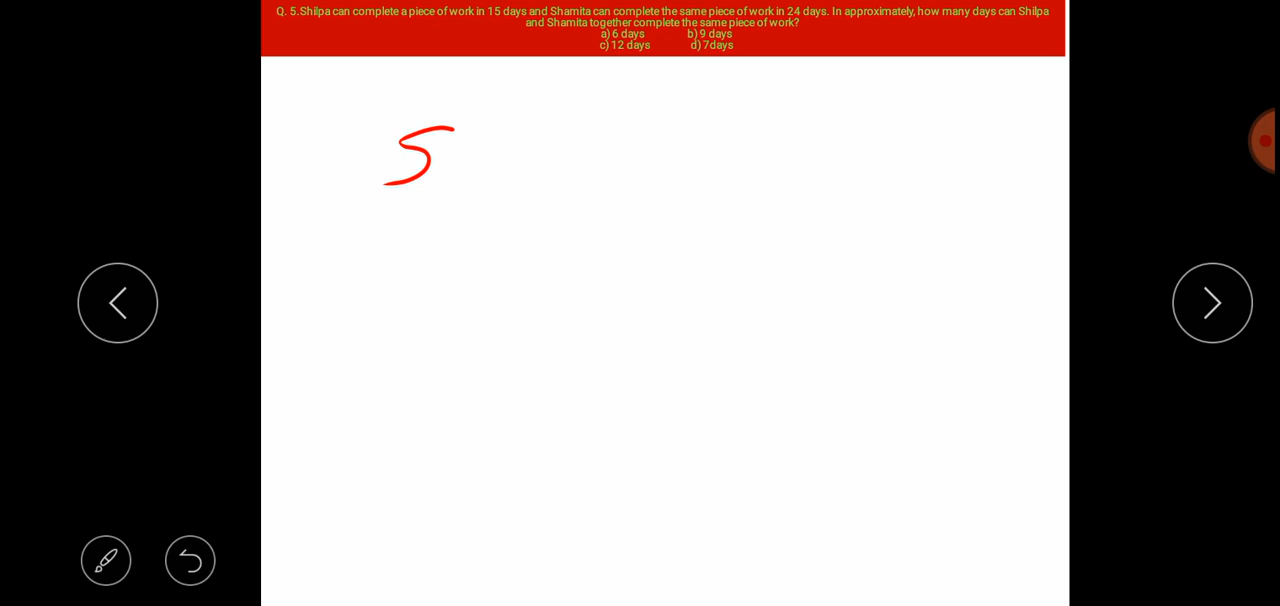 Q. 5.Shilpa can complete a piece of work in 15 days and Shamita can complete the same piece of work in 24 days. In approximately, how many days can Shilpa
and Shamita together complete the same piece of work?
a) 6 days b) 9 days
c) 12 days d) 7days
S